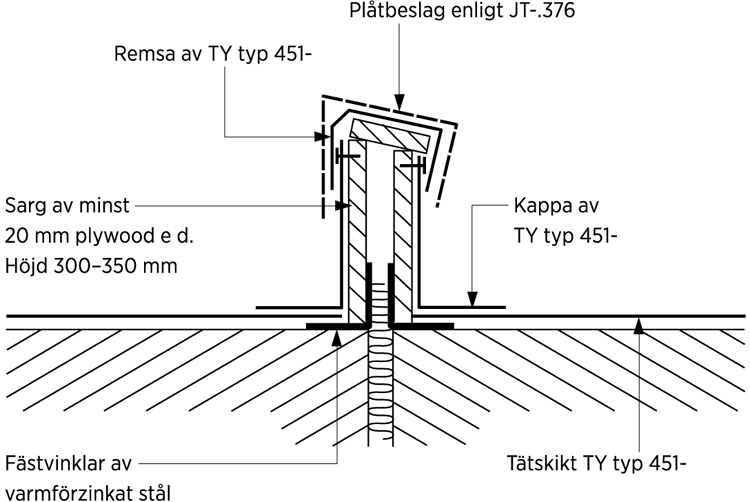 Plåtbeslag enligt JT-.376
Remsa av TY typ 451-
Sarg av minst
20 mm plywood e d.
Höjd 300–350 mm
Kappa av
TY typ 451-
Fästvinklar av
varmförzinkat stål
Tätskikt TY typ 451-